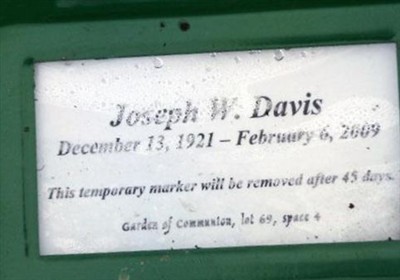 Joseph W. Davis
December 13, 1921 – February 6, 2009
This temporary marker will be removed after 45 days.
Garden of Communion, lot 69, space 4